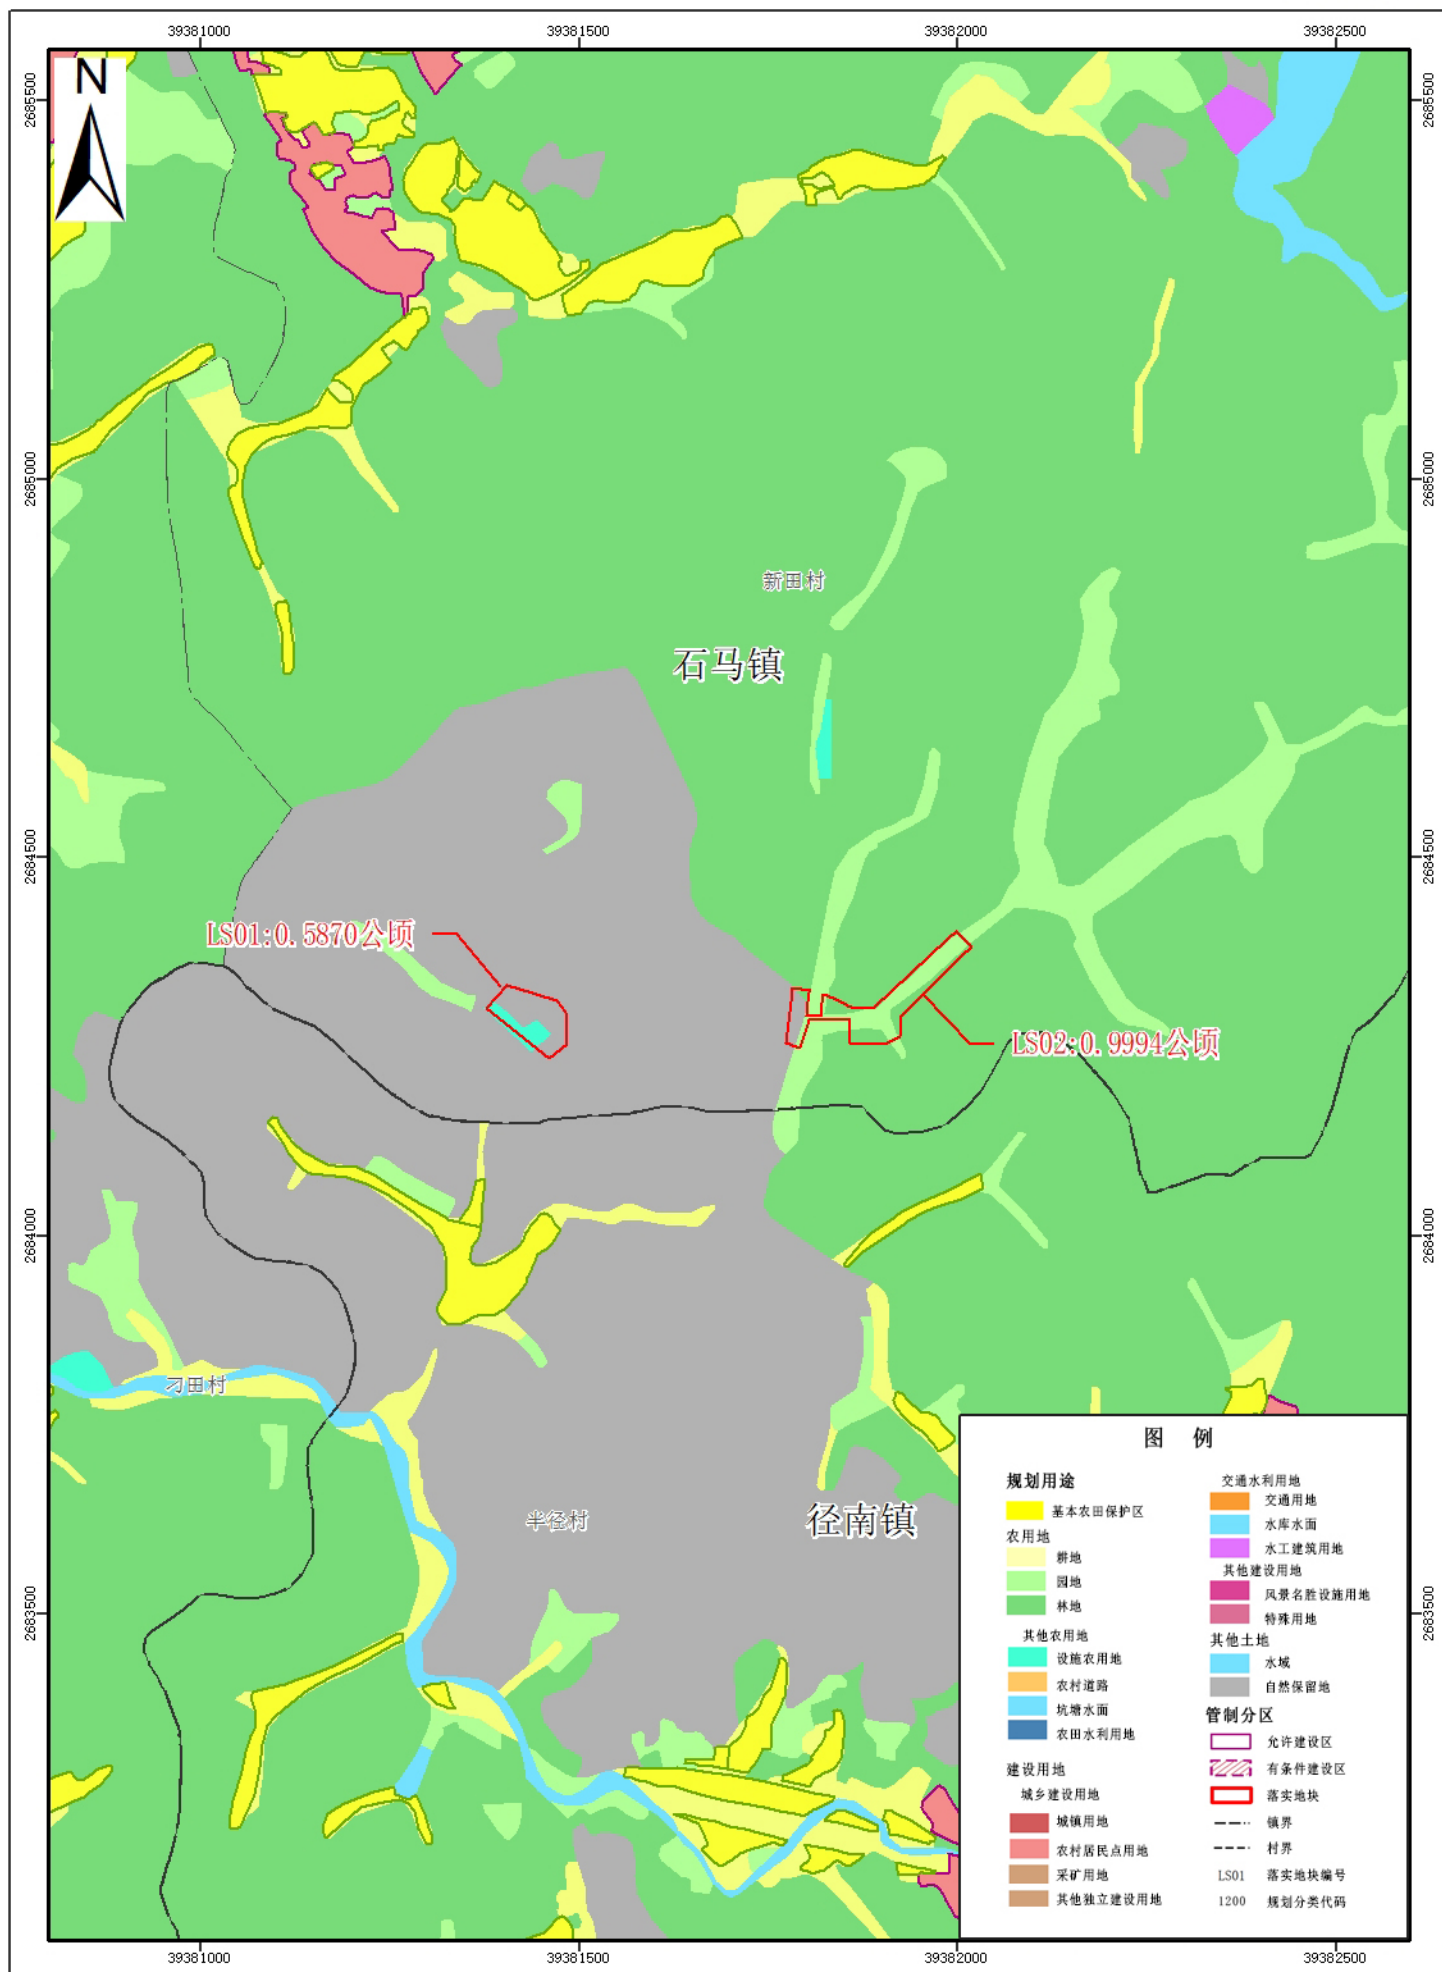 39381000
39381500
39382000
39382500
N
2685500
2685500
2685000
2685000
新田村
石马镇
2684500
2684500
LS01:0.5870公顷
LS02:0.9994公顷
2684000
2684000
刁田村
半径村
径南镇
2683500
2683500
图 例
规划用途
基本农田保护区
农用地
耕地
园地
林地
其他农用地
设施农用地
农村道路
坑塘水面
农田水利用地
建设用地
城乡建设用地
城镇用地
农村居民点用地
采矿用地
其他独立建设用地
交通水利用地
交通用地
水库水面
水工建筑用地
其他建设用地
风景名胜设施用地
特殊用地
其他土地
水域
自然保留地
管制分区
允许建设区
有条件建设区
落实地块
镇界
村界
LS01 落实地块编号
1200 规划分类代码
39381000
39381500
39382000
39382500